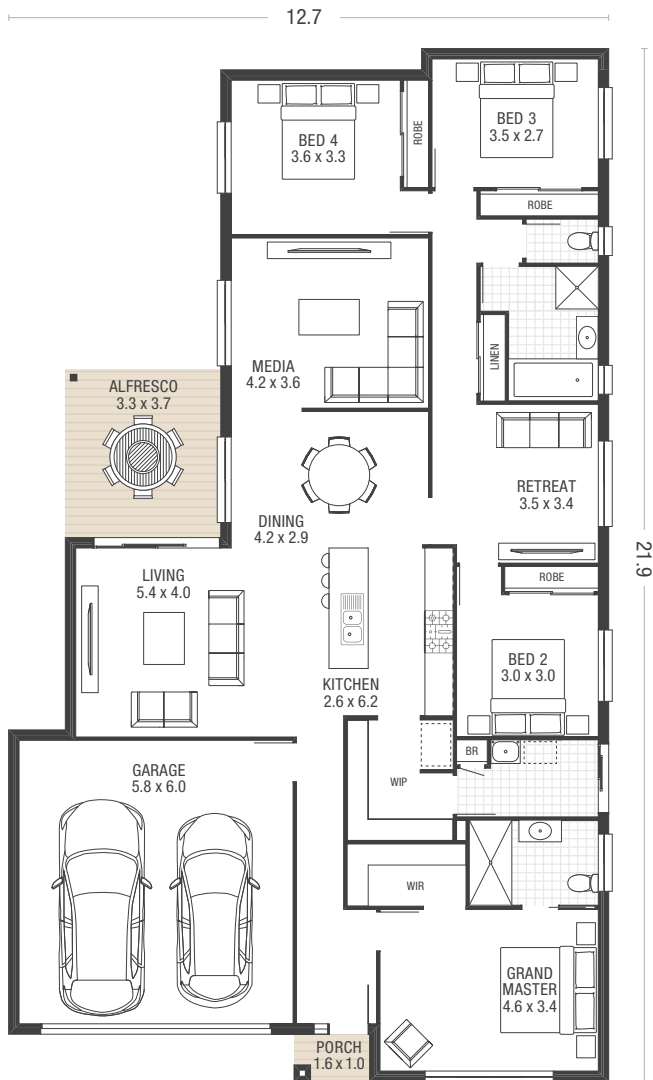 12.7
BED 3
3.5 x 2.7
BED 4
3.6 x 3.3
ROBE
ROBE
MEDIA
4.2 x 3.6
LINEN
ALFRESCO
3.3 x 3.7
RETREAT
3.5 x 3.4
DINING
4.2 x 2.9
21.9
LIVING
5.4 x 4.0
ROBE
BED 2
3.0 x 3.0
KITCHEN
2.6 x 6.2
BR
WIP
GARAGE
5.8 x 6.0
WIR
GRAND
MASTER
4.6 x 3.4
PORCH
1.6 x 1.0